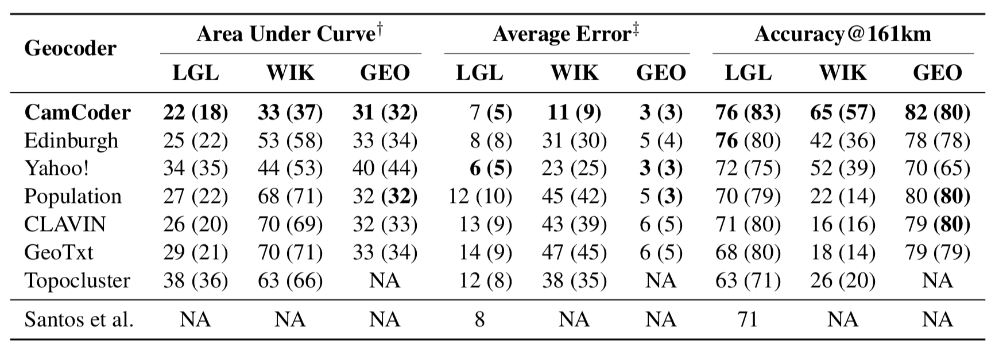 Geocoder Area Under Curve† Average Error‡ Accuracy@161km
LGL WIK GEO LGL WIK GEO LGL WIK GEO
CamCoder 22 (18) 33 (37) 31 (32) 7 (5) 11 (9) 3 (3) 76 (83) 65 (57) 82 (80)
Edinburgh 25 (22) 53 (58) 33 (34) 8 (8) 31 (30) 5 (4) 76 (80) 42 (36) 78 (78)
Yahoo! 34 (35) 44 (53) 40 (44) 6 (5) 23 (25) 3 (3) 72 (75) 52 (39) 70 (65)
Population 27 (22) 68 (71) 32 (32) 12 (10) 45 (42) 5 (3) 70 (79) 22 (14) 80 (80)
CLAVIN 26 (20) 70 (69) 32 (33) 13 (9) 43 (39) 6 (5) 71 (80) 16 (16) 79 (80)
GeoTxt 29 (21) 70 (71) 33 (34) 14 (9) 47 (45) 6 (5) 68 (80) 18 (14) 79 (79)
Topocluster 38 (36) 63 (66) NA 12 (8) 38 (35) NA 63 (71) 26 (20) NA
Santos et al. NA NA NA 8 NA NA 71 NA NA